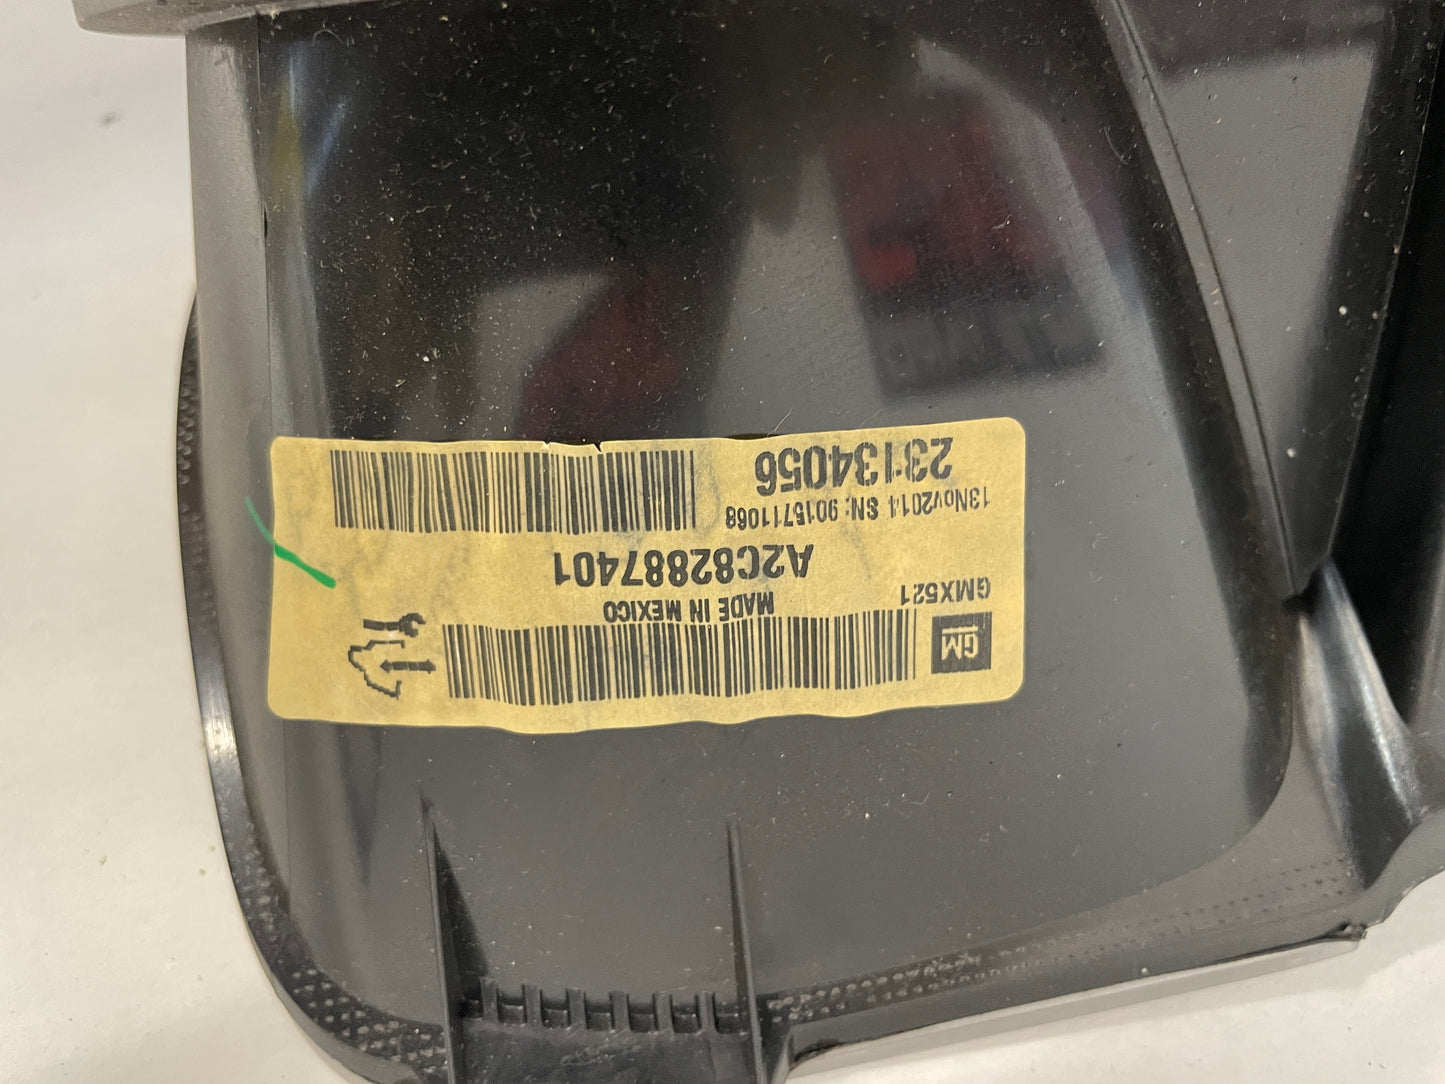 GM
GMX521
MADE IN MEXICO
A2C82887401
13Nov2014 SN: 9015711068
23134056